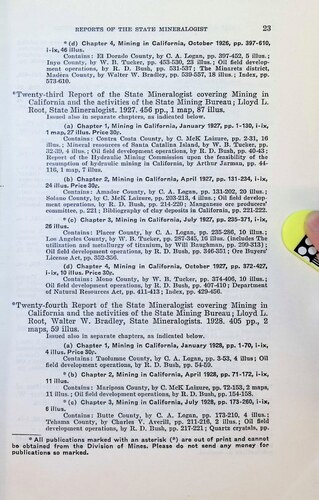 REPORTS OF THE STATE MINERALOGIST 23
*(d) Chapter 4, Mining in California, October 1926, pp. 397-610,
i-ix, 46 illus.
Contains: El Dorado County, by C. A. Logan, pp. 397-452, 5 illus.;
Inyo County, by W. B. Tucker, pp. 453-530, 23 illus.; Oil field develop-
ment operations, by R. D. Bush, pp. 531-537; The Minarets district,
Madera County, by Walter W. Bradley, pp. 539-557, 18 illus.; Index, pp.
573-610.
*Twenty-third Report of the State Mineralogist covering Mining in
California and the activities of the State Mining Bureau; Lloyd L.
Root, State Mineralogist. 1927. 456 pp., 1 map, 87 illus.
Issued also in separate chapters, as indicated below.
(a) Chapter 1, Mining in California, January 1927, pp. 1-130, i-ix,
1 map, 27 illus. Price 30¢.
Contains: Contra Costa County, by C. McK Laizure, pp. 2-31, 16
illus.; Mineral resources of Santa Catalina Island, by W. B. Tucker, pp.
32-39, 4 illus.; Oil field development operations, by R. D. Bush, pp. 40-43;
Report of the Hydraulic Mining Commission upon the feasibility of the
resumption of hydraulic mining in California, by Arthur Jarman, pp. 44-
116, 1 map, 7 illus.
(b) Chapter 2, Mining in California, April 1927, pp. 131-234, i-ix,
24 illus. Price 30¢.
Contains: Amador County, by C. A. Logan, pp. 131-202, 20 illus.;
Solano County, by C. McK Laizure, pp. 203-213, 4 illus.; Oil field develop-
ment operations, by R. D. Bush, pp. 214-220; Manganese ore producers'
committee, p. 221; Bibliography of clay deposits in California, pp. 221-222.
*(c) Chapter 3, Mining in California, July 1927, pp. 235-371, i-ix,
26 illus.
Contains: Placer County, by C. A. Logan, pp. 235-286, 10 illus.;
Los Angeles County, by W. B. Tucker, pp. 287-345, 16 illus. (includes The
utilization and metallurgy of titanium, by Will Baughman, pp. 299-313);
Oil field development operations, by R. D. Bush, pp. 346-351; Ore Buyers'
License Act, pp. 352-356.
(d) Chapter 4, Mining in California, October 1927, pp. 372-427,
i-ix, 10 illus. Price 30¢.
Contains: Mono County, by W. B. Tucker, pp. 374-406, 10 illus.;
Oil field development operations, by R. D. Bush, pp. 407-410; Department
of Natural Resources Act, pp. 411-413; Index, pp. 429-456.
*Twenty-fourth Report of the State Mineralogist covering Mining in
California and the activities of the State Mining Bureau; Lloyd L.
Root, Walter W. Bradley, State Mineralogists. 1928. 405 pp., 2
maps, 59 illus.
Issued also in separate chapters, as indicated below.
(a) Chapter 1, Mining in California, January 1928, pp. 1-70, i-ix,
4 illus. Price 30¢.
Contains: Tuolumne County, by C. A. Logan, pp. 3-53, 4 illus.; Oil
field development operations, by R. D. Bush, pp. 54-59.
*(b) Chapter 2, Mining in California, April 1928, pp. 71-172, i-ix,
11 illus.
Contains: Mariposa County, by C. McK Laizure, pp. 72-153, 2 maps,
11 illus.; Oil field development operations, by R. D. Bush, pp. 154-158.
*(c) Chapter 3, Mining in California, July 1928, pp. 173-260, i-ix,
6 illus.
Contains: Butte County, by C. A. Logan, pp. 173-210, 4 illus.;
Tehama County, by Charles V. Averill, pp. 211-216, 2 illus.; Oil field
development operations, by R. D. Bush, pp. 217-221; Quartz crystals, pp.
* All publications marked with an asterisk (*) are out of print and cannot
be obtained from the Division of Mines. Please do not send any money for
publications so marked.